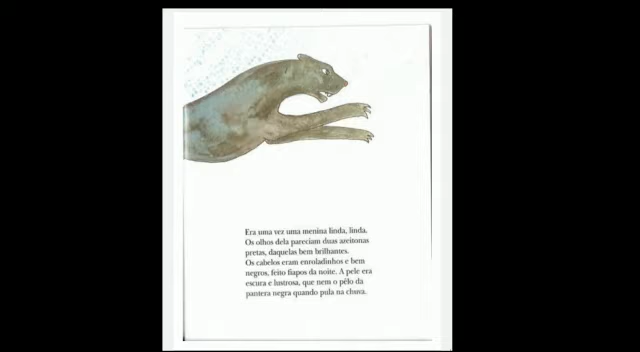 Era uma vez uma menina linda, linda.
Os olhos dela pareciam duas azeitonas
pretas, daquelas bem brilhantes.
Os cabelos eram enroladinhos e bem
negros, feito fiapos da noite. A pele era
escura e lustrosa, que nem o pêlo da
pantera negra quando pula na chuva.